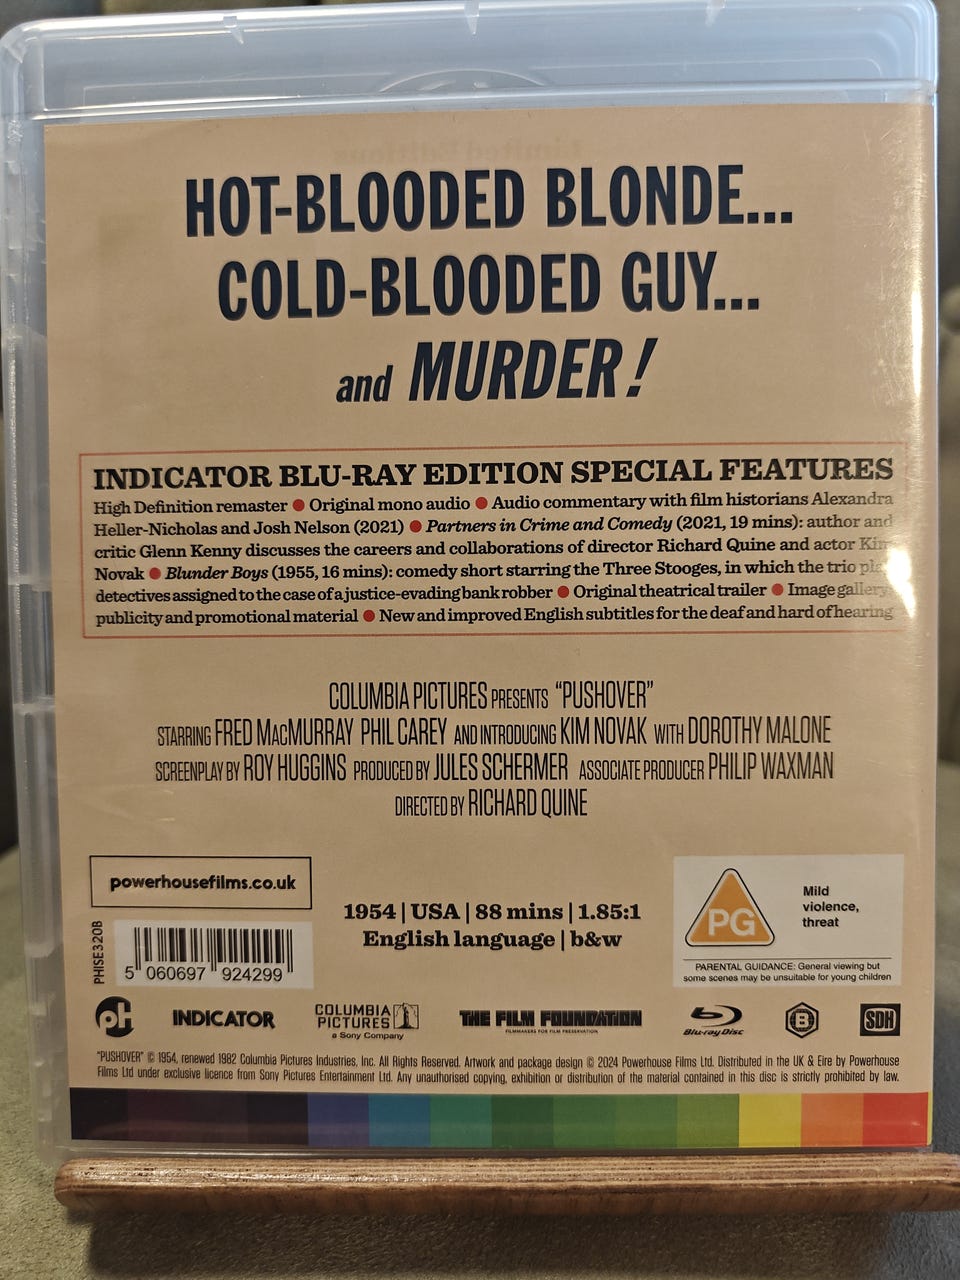 HOT-BLOODED BLONDE...
COLD-BLOODED GUY...
and MURDER!
INDICATOR BLU-RAY EDITION SPECIAL FEATURES
High Definition remaster ● Original mono audio ● Audio commentary with film historians Alexandra
Heller-Nicholas and Josh Nelson (2021) ● Partners in Crime and Comedy (2021, 19 mins): author and
critic Glenn Kenny discusses the careers and collaborations of director Richard Quine and actor Kim
Novak ● Blunder Boys (1955, 16 mins): comedy short starring the Three Stooges, in which the trio
detectives assigned to the case of a justice-evading bank robber ● Original theatrical trailer ● Image gallery:
publicity and promotional material ● New and improved English subtitles for the deaf and hard of hearing
COLUMBIA PICTURES PRESENTS "PUSHOVER"
STARRING FRED MacMURRAY PHIL CAREY AND INTRODUCING KIM NOVAK WITH DOROTHY MALONE
SCREENPLAY BY ROY HUGGINS PRODUCED BY JULES SCHERMER ASSOCIATE PRODUCER PHILIP WAXMAN
DIRECTED BY RICHARD QUINE
powerhousefilms.co.uk
PHISE320B
5 060697 924299
1954 | USA | 88 mins | 1.85:1
English language | b&w
PG
Mild
violence,
threat
PARENTAL GUIDANCE: General viewing but
some scenes may be unsuitable for young children
pH
INDICATOR
COLUMBIA
PICTURES
a Sony Company
THE FILM FOUNDATION
FILMMAKERS FOR FILM PRESERVATION
Blu-ray Disc
B
SDH
"PUSHOVER" © 1954, renewed 1982 Columbia Pictures Industries, Inc. All Rights Reserved. Artwork and package design © 2024 Powerhouse Films Ltd. Distributed in the UK & Eire by Powerhouse
Films Ltd under exclusive licence from Sony Pictures Entertainment Ltd. Any unauthorised copying, exhibition or distribution of the material contained in this disc is strictly prohibited by law.